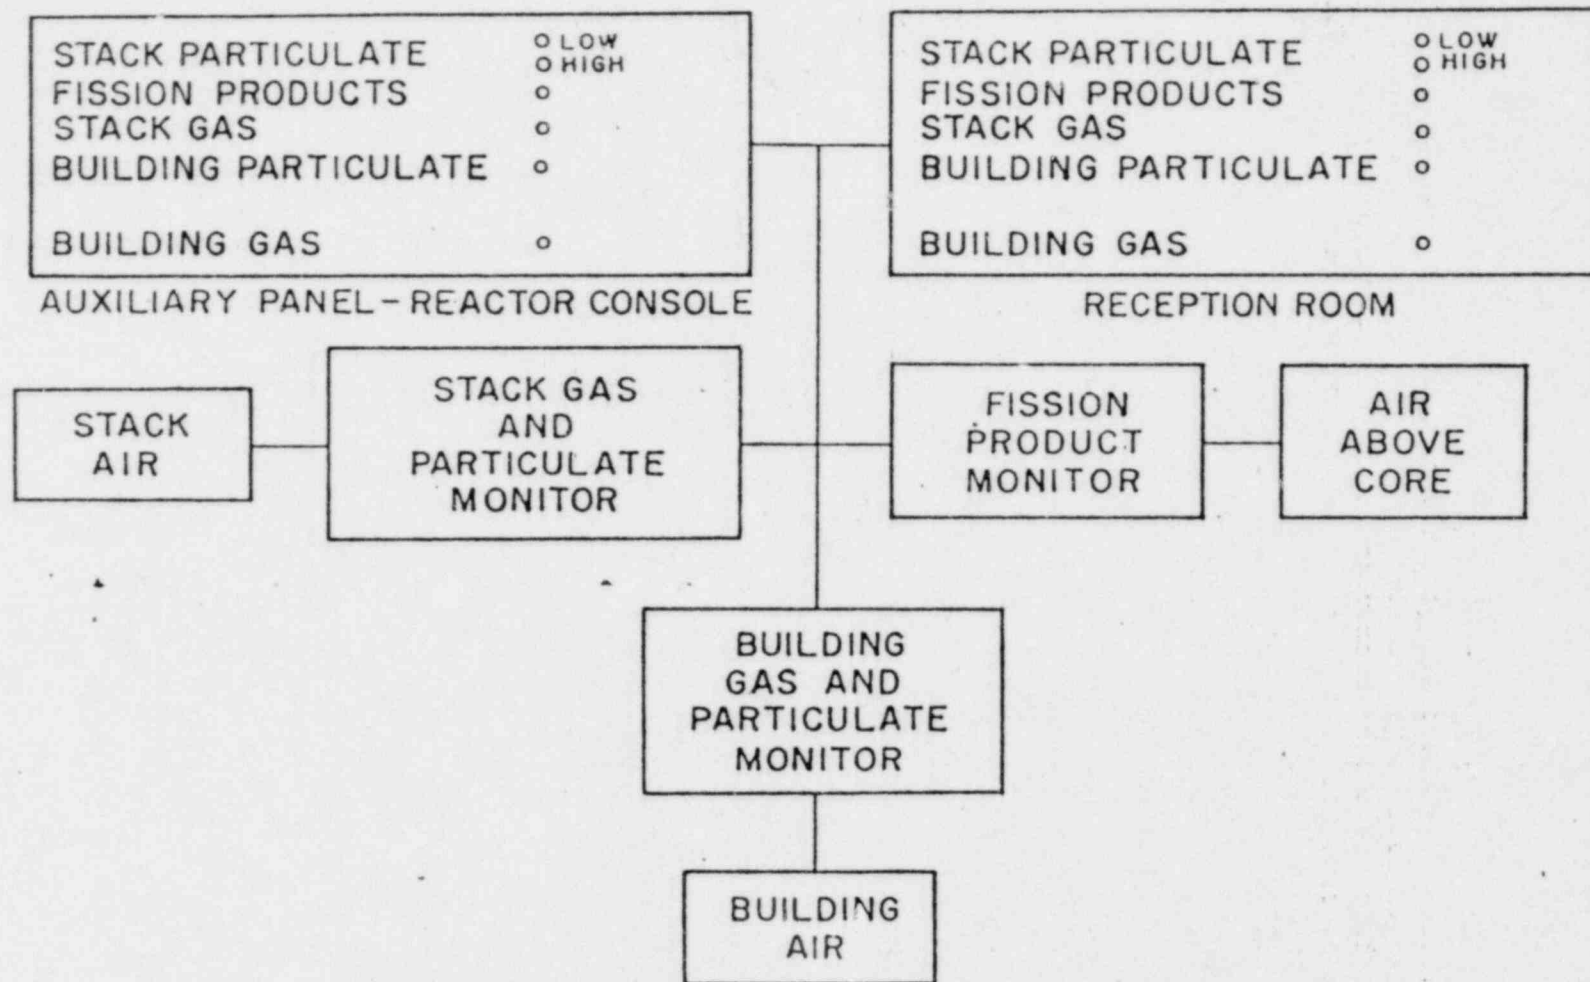 STACK PARTICULATE ○ LOW
○ HIGH
FISSION PRODUCTS ○
STACK GAS ○
BUILDING PARTICULATE ○
BUILDING GAS ○
AUXILIARY PANEL-REACTOR CONSOLE
STACK PARTICULATE ○ LOW
○ HIGH
FISSION PRODUCTS ○
STACK GAS ○
BUILDING PARTICULATE ○
BUILDING GAS ○
RECEPTION ROOM
STACK
AIR
STACK GAS
AND
PARTICULATE
MONITOR
FISSION
PRODUCT
MONITOR
AIR
ABOVE
CORE
BUILDING
GAS AND
PARTICULATE
MONITOR
BUILDING
AIR